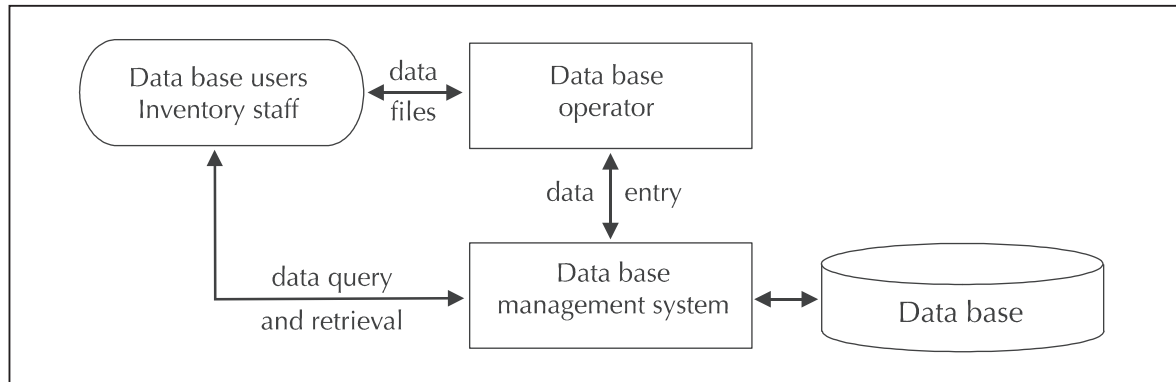 Data base users
Inventory staff
data
files
Data base
operator
data entry
data query
and retrieval
Data base
management system
Data base